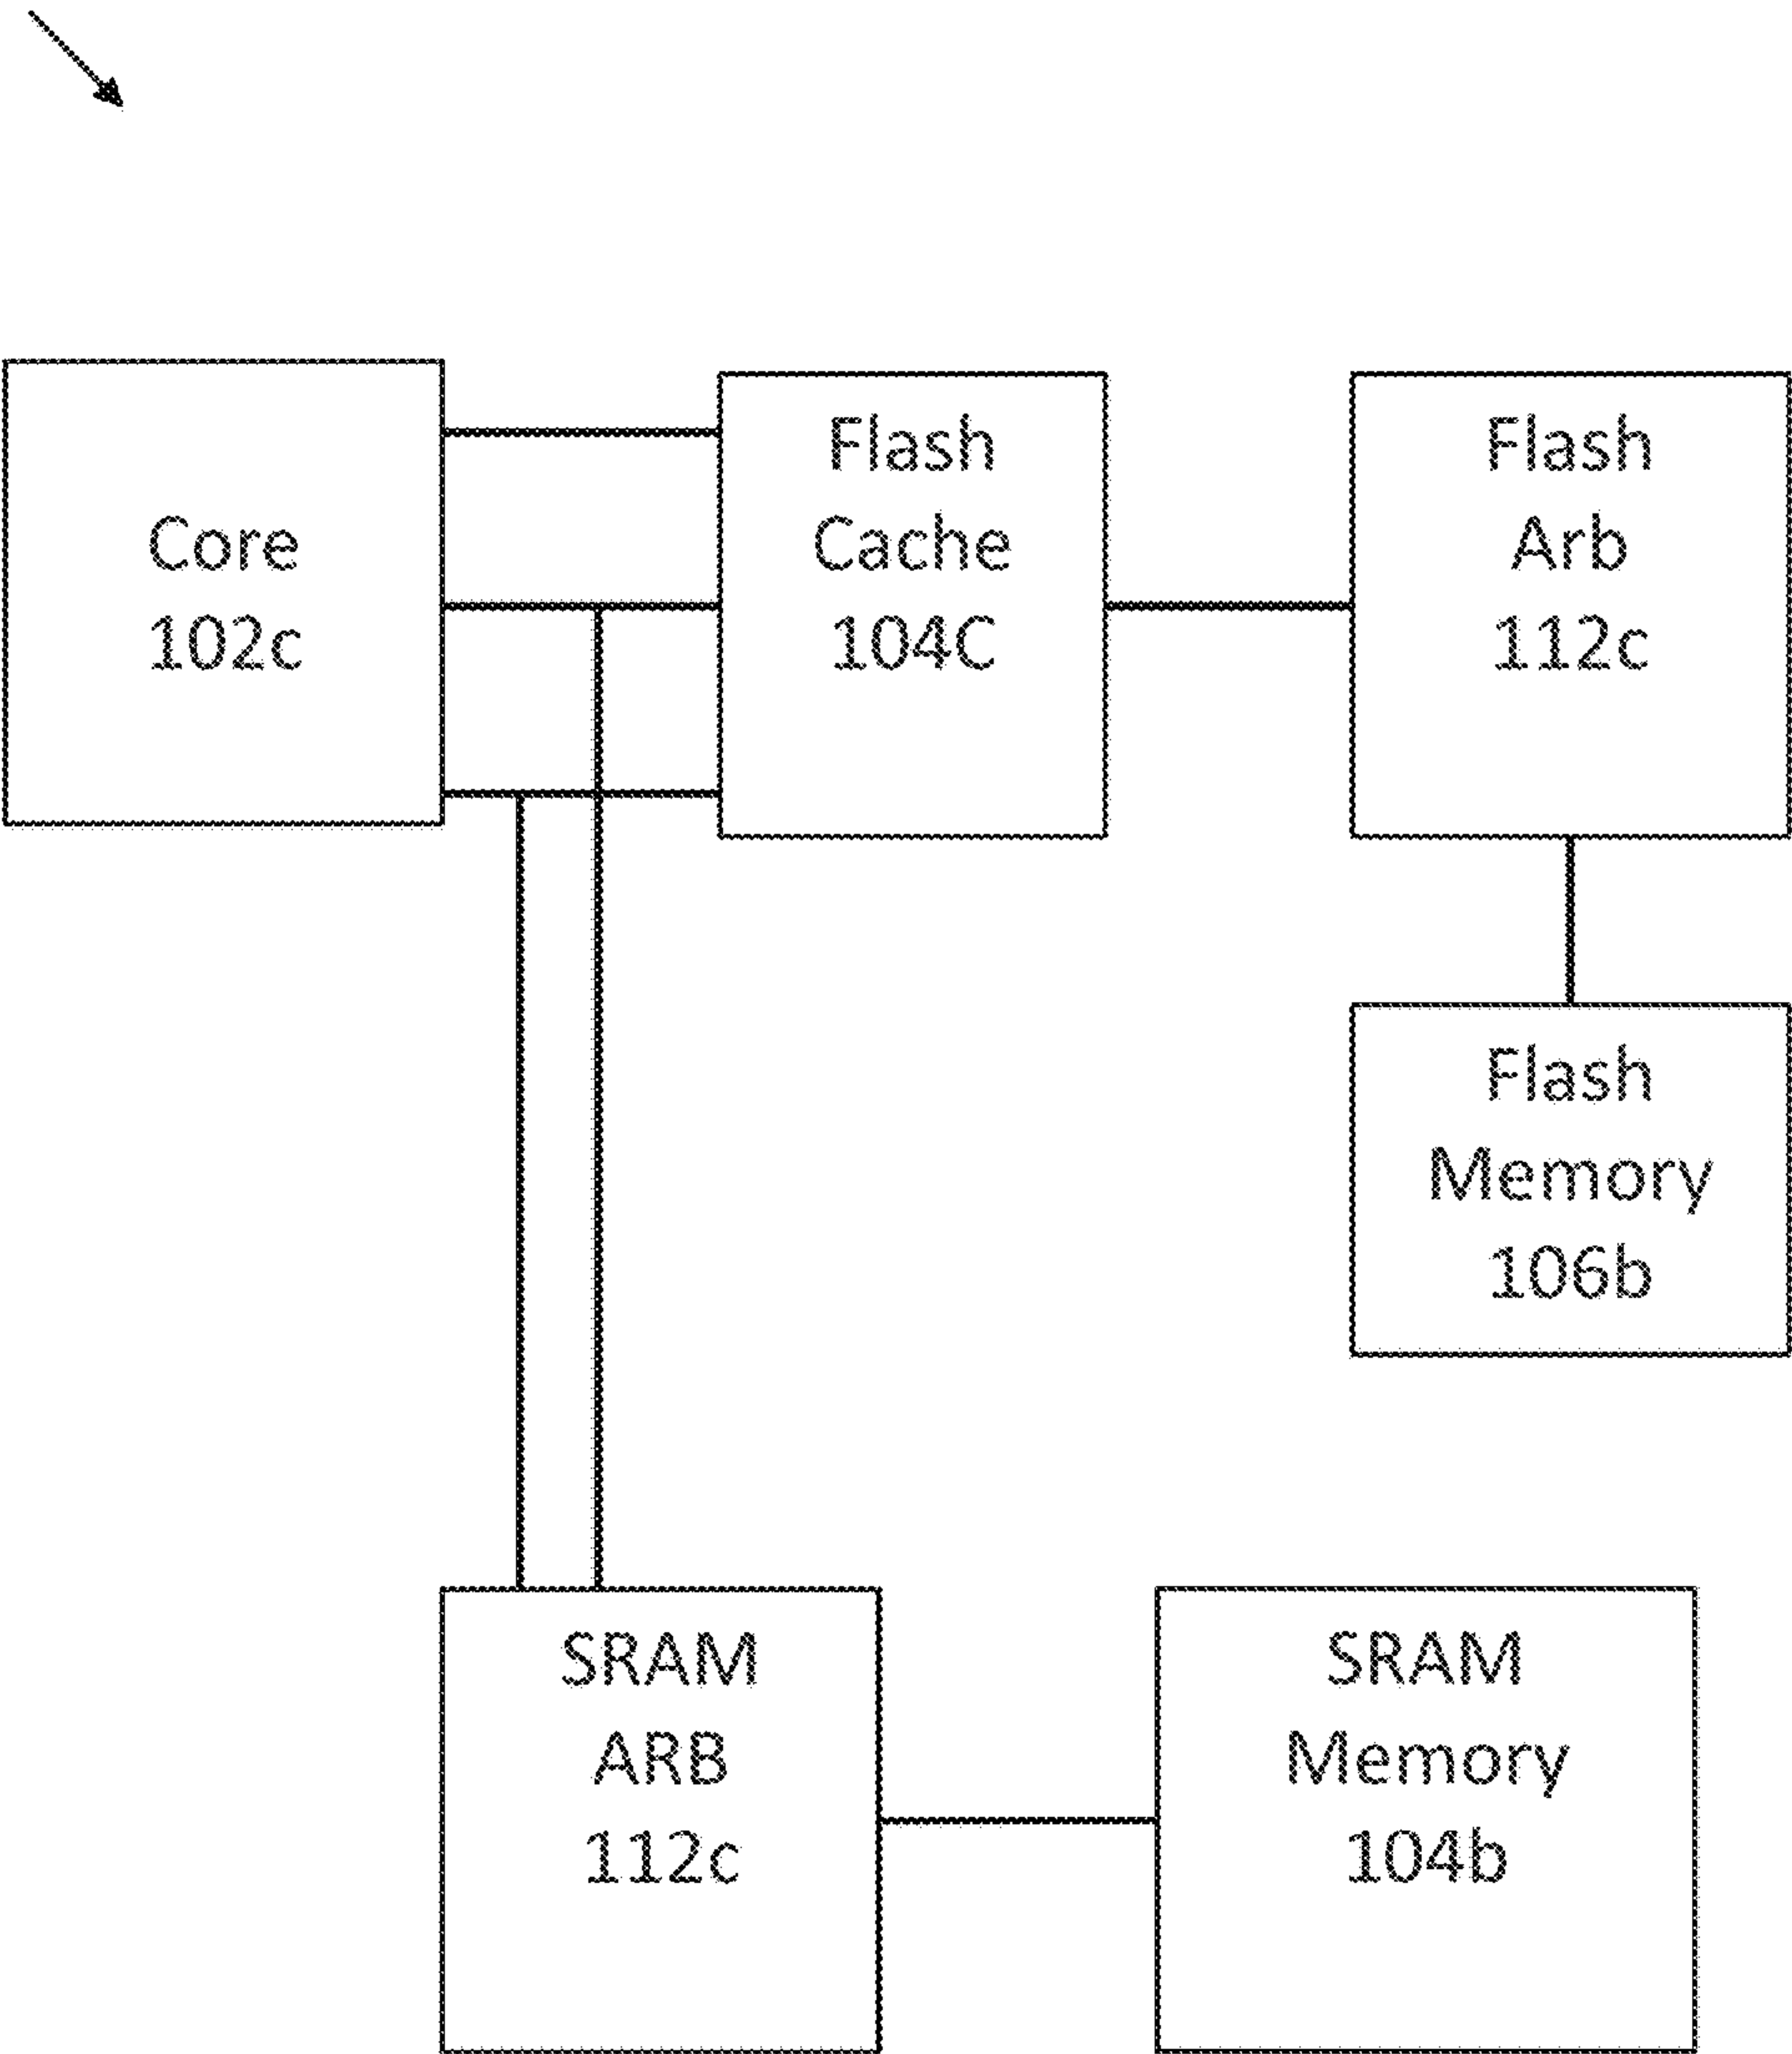 Core
102c
Flash
Cache
104C
Flash
Arb
112c
Flash
Memory
106b
SRAM
ARB
112c
SRAM
Memory
104b